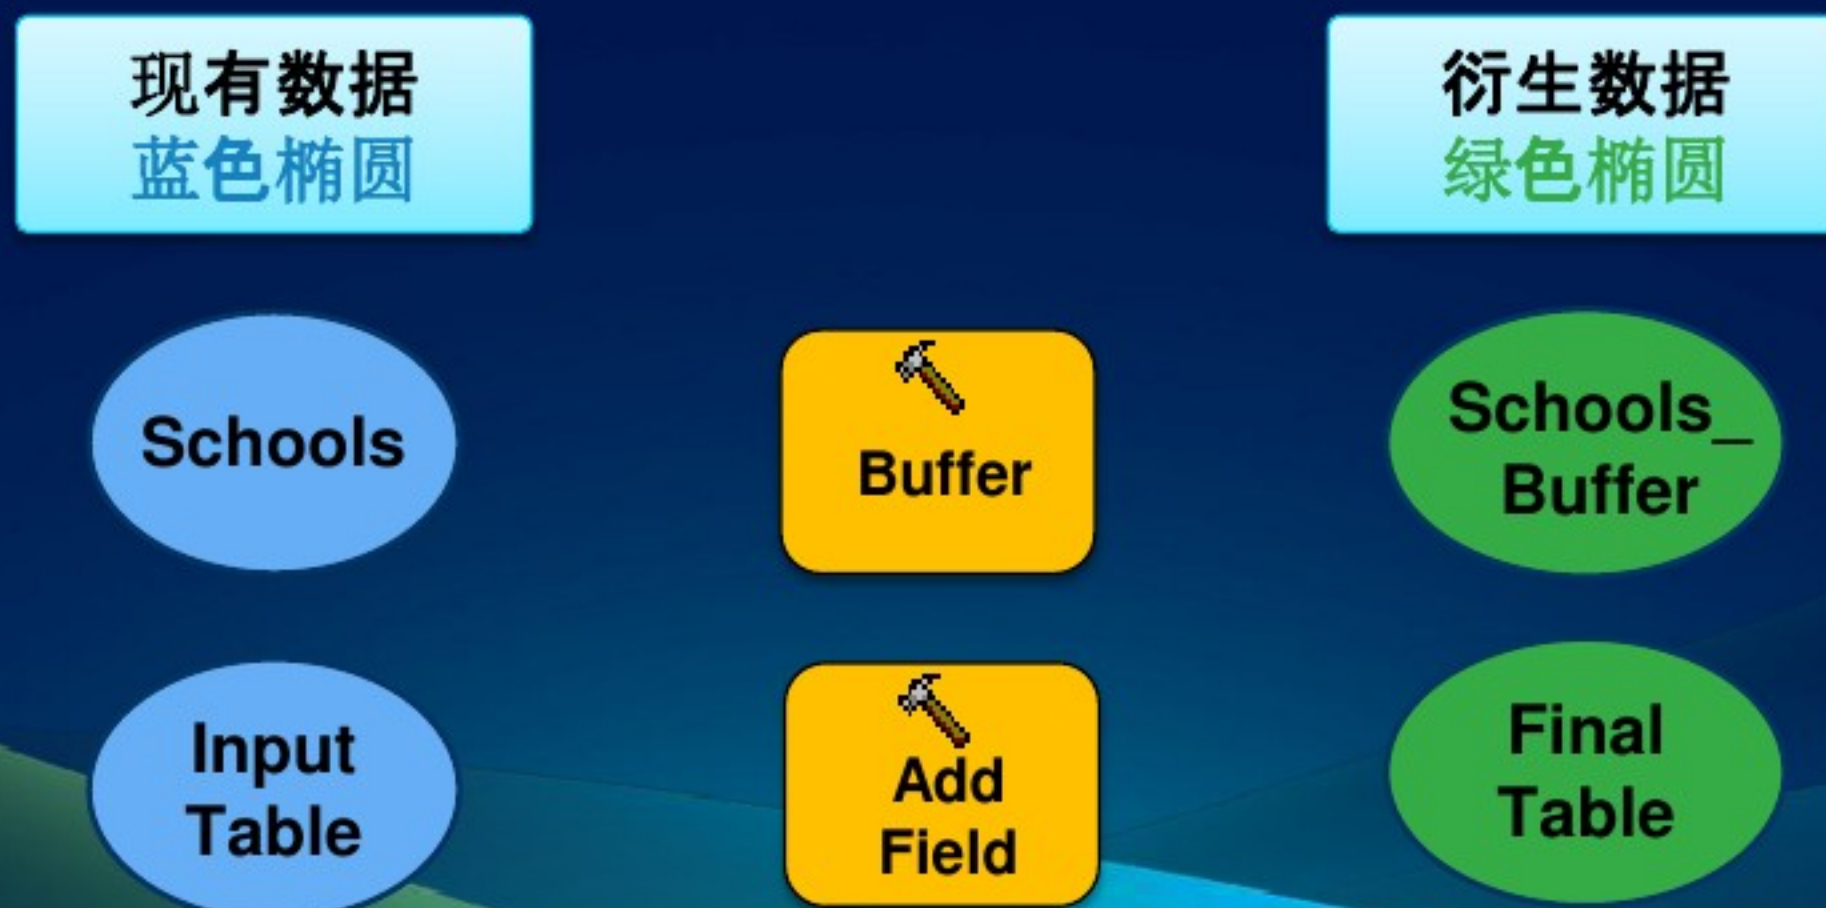 现有数据
蓝色椭圆
衍生数据
绿色椭圆
Schools
Buffer
Schools_
Buffer
Input
Table
Add
Field
Final
Table